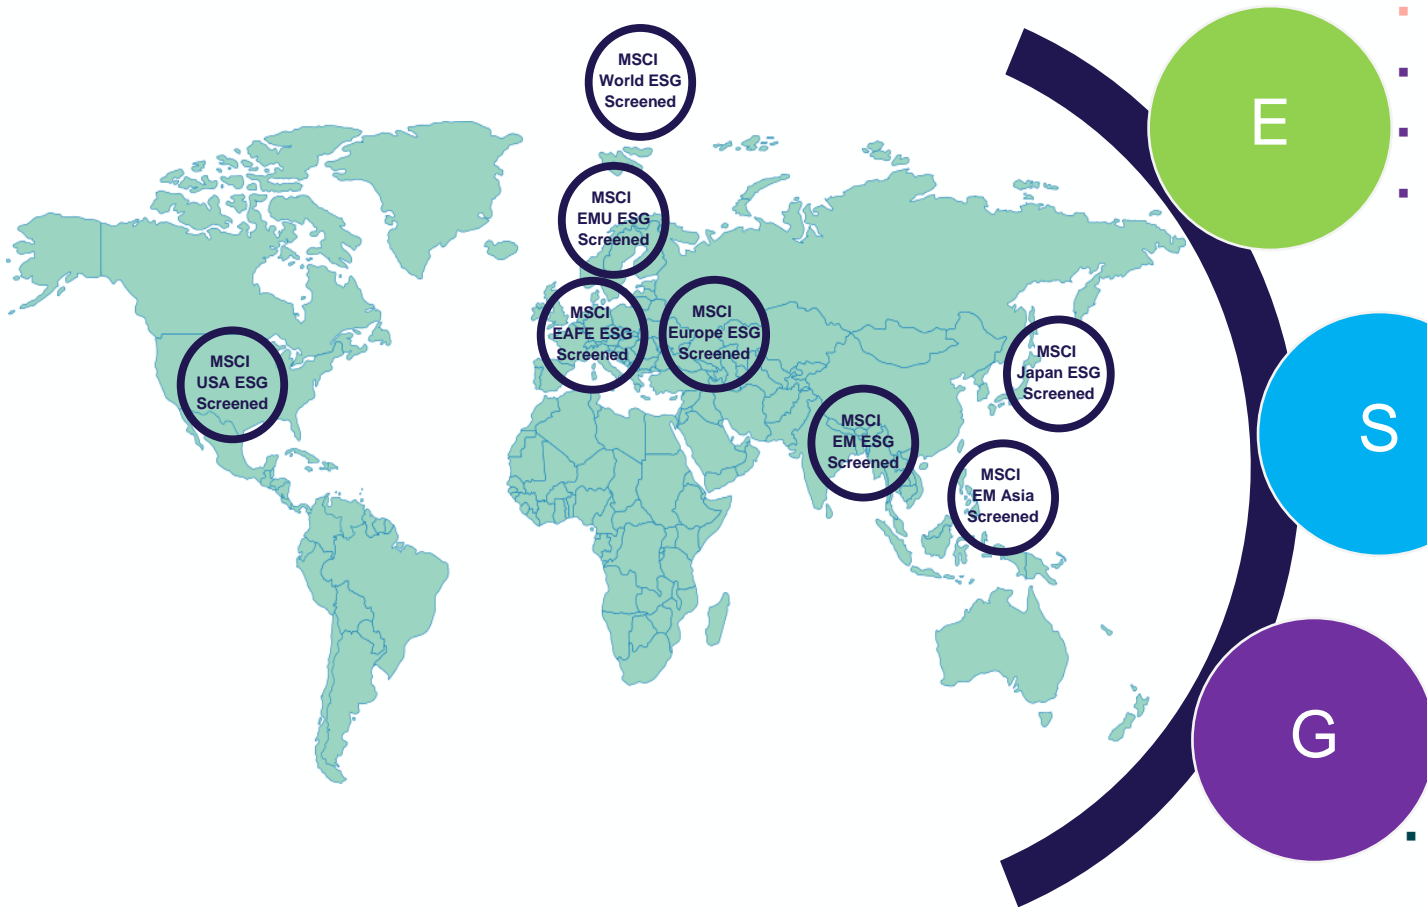 MSCI
World ESG
Screened
MSCI
EMU ESG
Screened
MSCI
EAFE ESG
Screened
MSCI
Europe ESG
Screened
MSCI
USA ESG
Screened
MSCI
Japan ESG
Screened
MSCI
EM ESG
Screened
MSCI
EM Asia
Screened
E
S
G